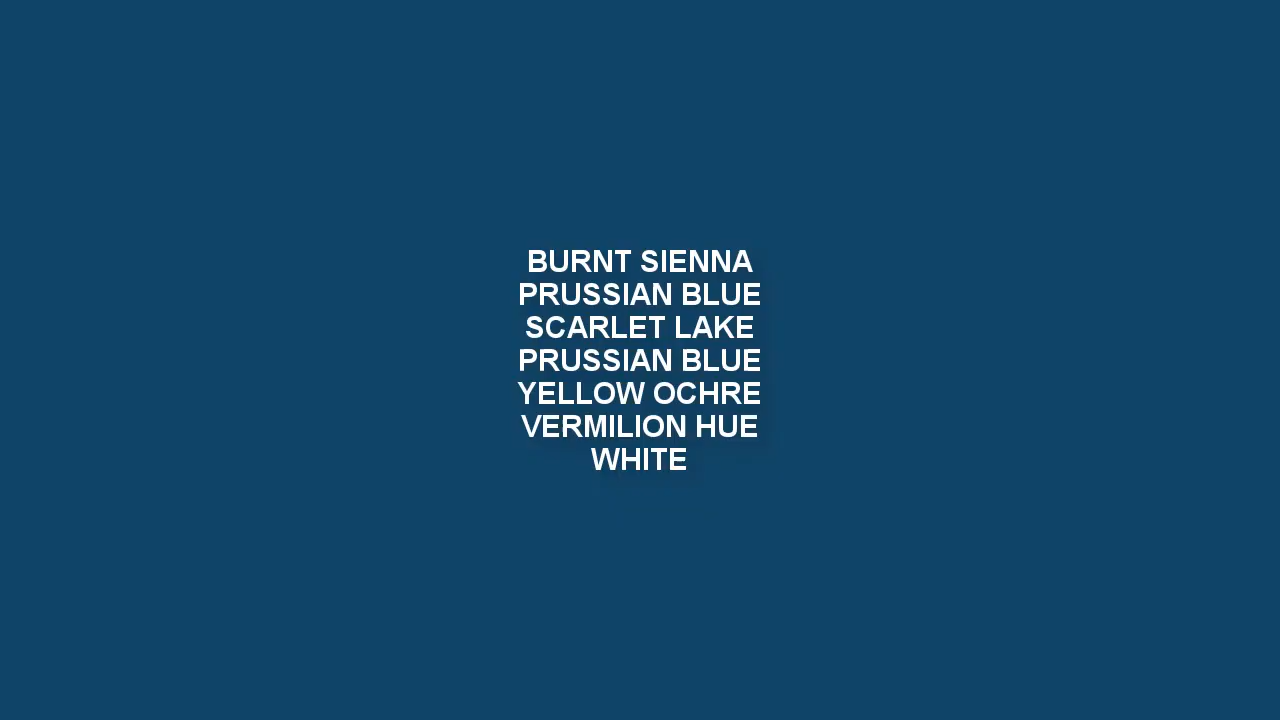 BURNT SIENNA
PRUSSIAN BLUE
SCARLET LAKE
PRUSSIAN BLUE
YELLOW OCHRE
VERMILION HUE
WHITE